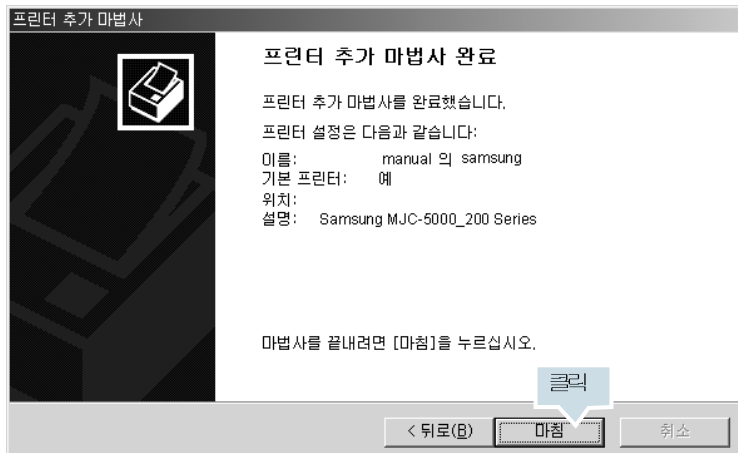 프린터 추가 마법사
프린터 추가 마법사 완료
프린터 추가 마법사를 완료했습니다.
프린터 설정은 다음과 같습니다:
이름: manual 의 samsung
기본 프린터: 예
위치:
설명: Samsung MJC-5000_200 Series
마법사를 끝내려면 [마침]을 누르십시오.
클릭
< 뒤로(B) 마침 취소